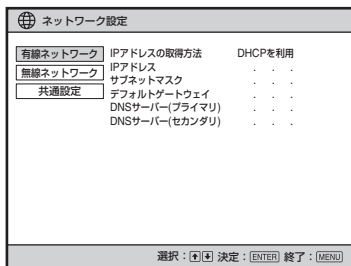 ネットワーク設定
有線ネットワーク IPアドレスの取得方法 DHCPを利用
無線ネットワーク IPアドレス . . .
共通設定 サブネットマスク . . .
デフォルトゲートウェイ . . .
DNSサーバー(プライマリ) . . .
DNSサーバー(セカンダリ) . . .
選択：↑↓ 決定：ENTER 終了：MENU